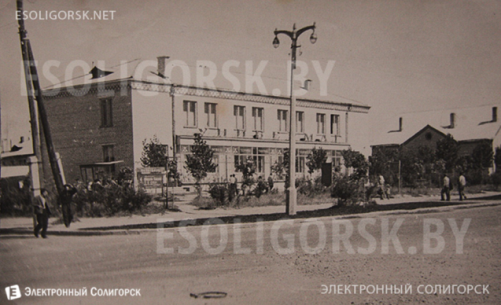 ESOLIGORSK.NET
ESOLIGORSK.BY
ESOLIGORSK.BY
Электронный Солигорск
ЭЛЕКТРОННЫЙ СОЛИГОРСК